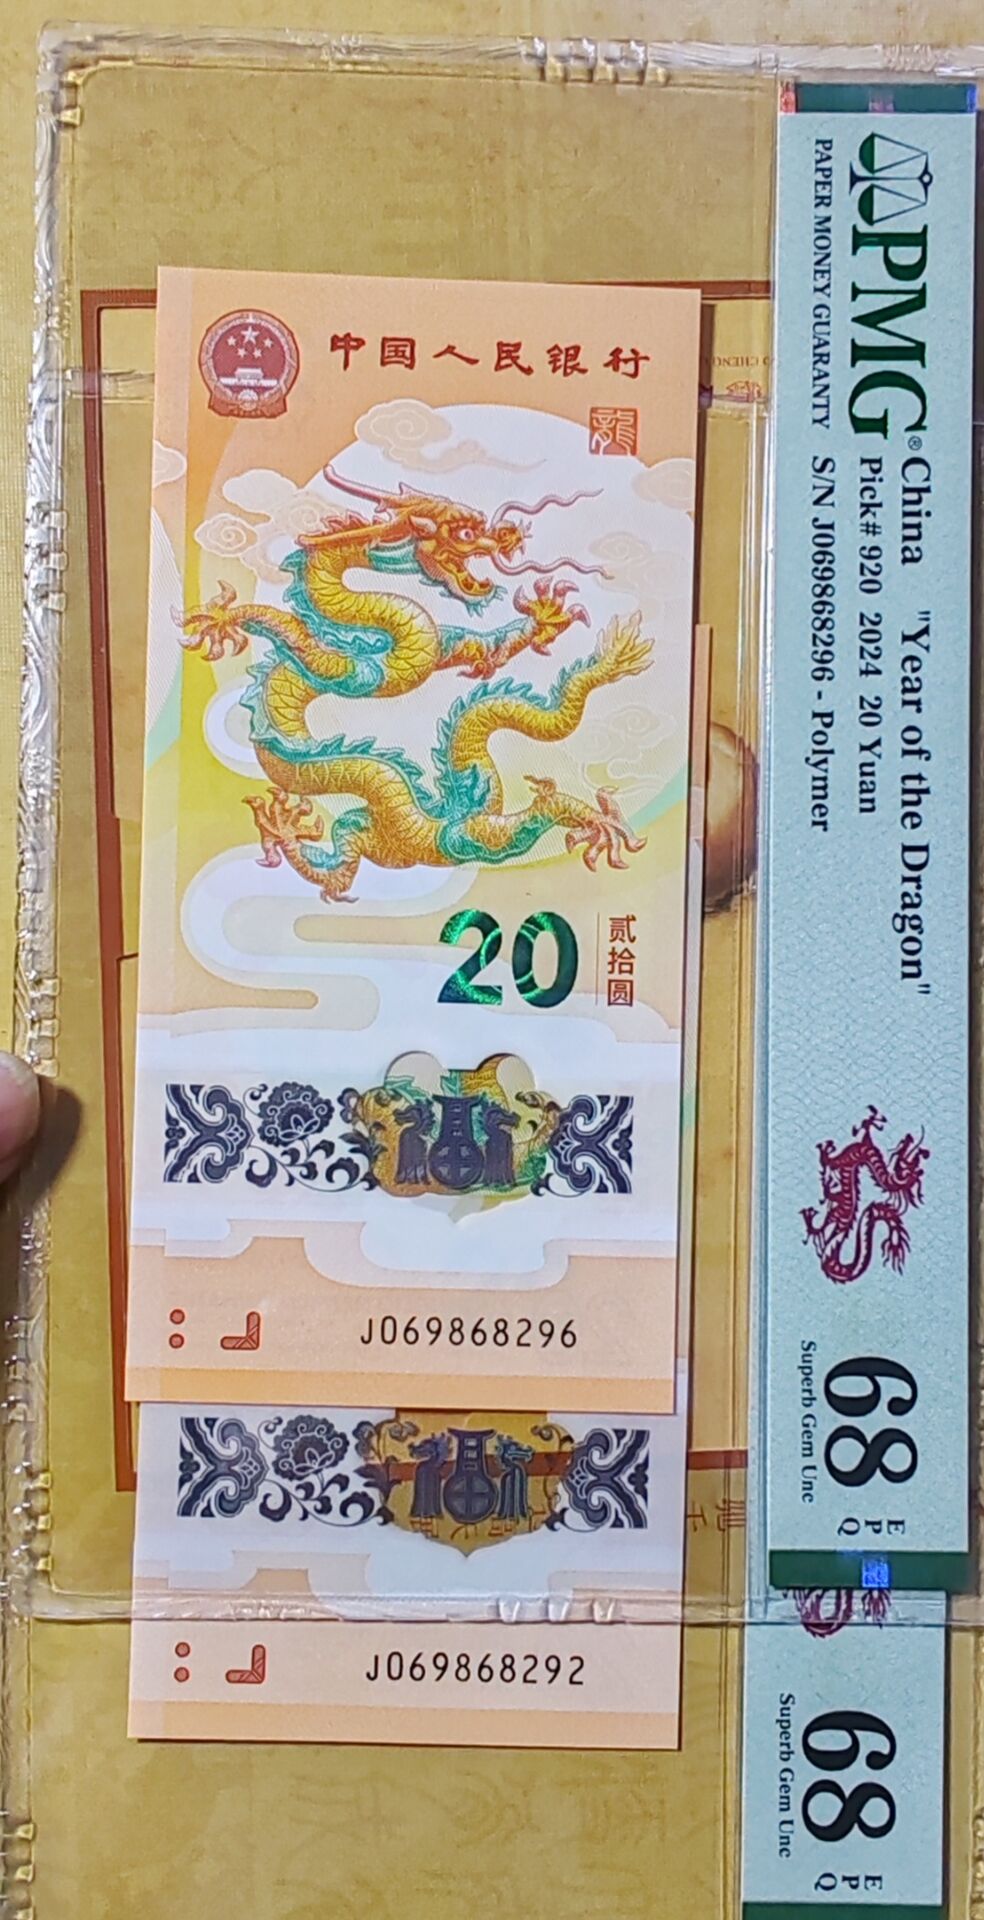 中国人民银行
龍
20
贰拾圆
J069868296
J069868292
PMG®
PAPER MONEY GUARANTY
China "Year of the Dragon"
Pick# 920 2024 20 Yuan
S/N J069868296 - Polymer
68
EPQ
Superb Gem Unc
68
EPQ
Superb Gem Unc